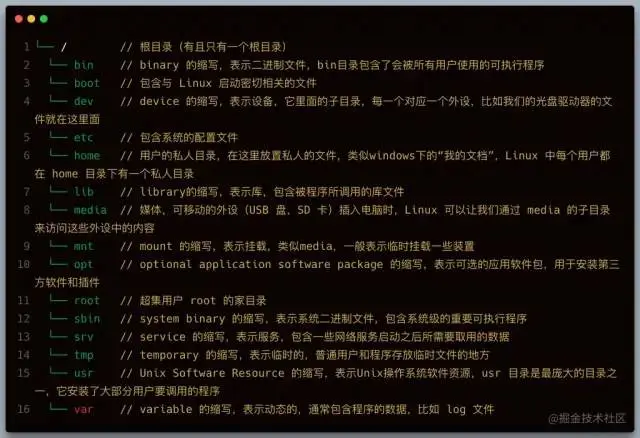 1 └── / // 根目录（有且只有一个根目录）
2 └── bin // binary 的缩写，表示二进制文件，bin目录包含了会被所有用户使用的可执行程序
3 └── boot // 包含与 Linux 启动密切相关的文件
4 └── dev // device 的缩写，表示设备，它里面的子目录，每一个对应一个外设，比如我们的光盘驱动器的文
件就在这里面
5 └── etc // 包含系统的配置文件
6 └── home // 用户的私人目录，在这里放置私人的文件，类似windows下的“我的文档”，Linux 中每个用户都
在 home 目录下有一个私人目录
7 └── lib // library的缩写，表示库，包含被程序所调用的库文件
8 └── media // 媒体，可移动的外设（USB 盘、SD 卡）插入电脑时，Linux 可以让我们通过 media 的子目录
来访问这些外设中的内容
9 └── mnt // mount 的缩写，表示挂载，类似media，一般表示临时挂载一些装置
10 └── opt // optional application software package 的缩写，表示可选的应用软件包，用于安装第三
方软件和插件
11 └── root // 超集用户 root 的家目录
12 └── sbin // system binary 的缩写，表示系统二进制文件，包含系统级的重要可执行程序
13 └── srv // service 的缩写，表示服务，包含一些网络服务启动之后所需要取用的数据
14 └── tmp // temporary 的缩写，表示临时的，普通用户和程序存放临时文件的地方
15 └── usr // Unix Software Resource 的缩写，表示Unix操作系统软件资源，usr 目录是最庞大的目录之
一，它安装了大部分用户要调用的程序
16 └── var // variable 的缩写，表示动态的，通常包含程序的数据，比如 log 文件
@掘金技术社区